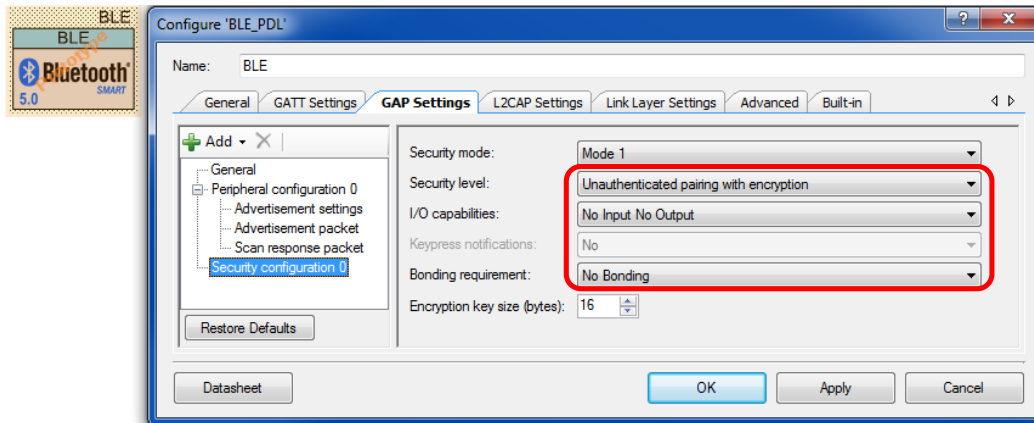 BLE
BLE
Prototype
Bluetooth
SMART
5.0
Configure 'BLE_PDL'
Name: BLE
General GATT Settings GAP Settings L2CAP Settings Link Layer Settings Advanced Built-in
Add
General
Peripheral configuration 0
Advertisement settings
Advertisement packet
Scan response packet
Security configuration 0
Restore Defaults
Security mode: Mode 1
Security level: Unauthenticated pairing with encryption
I/O capabilities: No Input No Output
Keypress notifications: No
Bonding requirement: No Bonding
Encryption key size (bytes): 16
Datasheet OK Apply Cancel